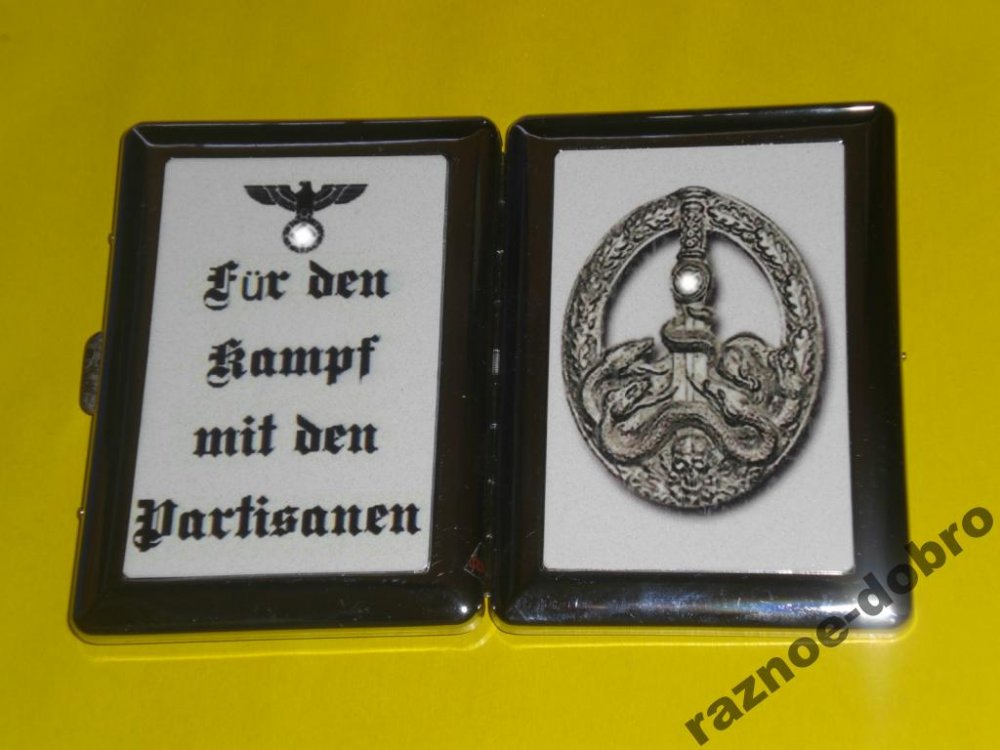 Für den
Kampf
mit den
Partisanen
raznoe-dobro